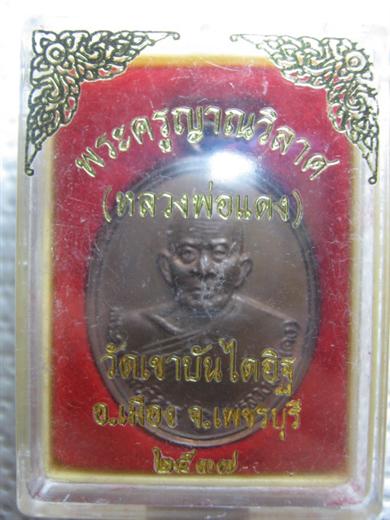 พระครูญาณวิลาศ
(หลวงพ่อแดง)
วัดเขาบันไดอิฐ
อ.เมือง จ.เพชรบุรี
๒๕๓๗